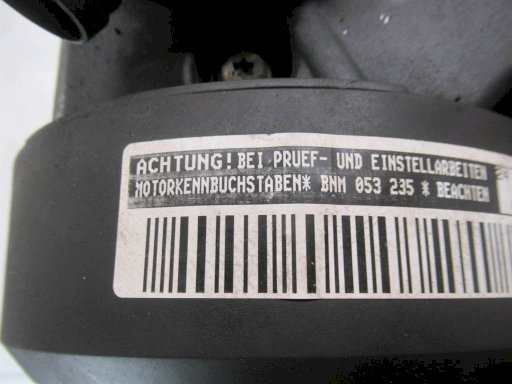 ACHTUNG! BEI PRUEF- UND EINSTELLARBEITEN
MOTORKENNBUCHSTABEN* BNM 053 235 * BEACHTEN